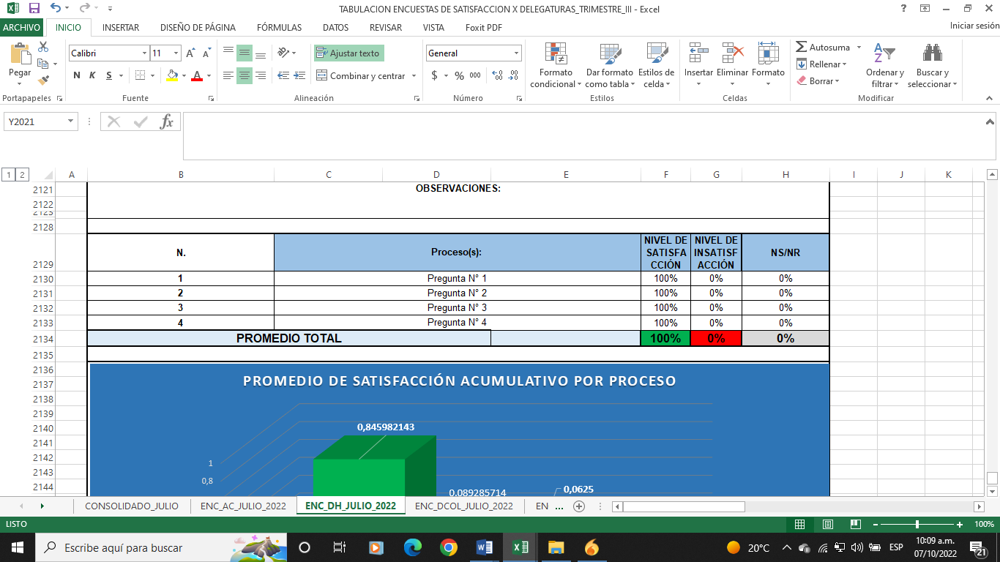 TABULACION ENCUESTAS DE SATISFACCION X DELEGATURAS_TRIMESTRE_III - Excel
ARCHIVO INICIO INSERTAR DISEÑO DE PÁGINA FÓRMULAS DATOS REVISAR VISTA Foxit PDF Iniciar sesión
Pegar
Portapapeles
Calibri 11
N K S
Fuente
Ajustar texto
Combinar y centrar
Alineación
General
$ % 000
Número
Formato condicional
Dar formato como tabla
Estilos de celda
Estilos
Insertar Eliminar Formato
Celdas
Autosuma
Rellenar
Borrar
Ordenar y filtrar
Buscar y seleccionar
Modificar
Y2021
fx
1 2 A B C D E F G H I J K
2121 OBSERVACIONES:
2122
2123
2128
2129 N. Proceso(s): NIVEL DE SATISFACCIÓN NIVEL DE INSATISFACCIÓN NS/NR
2130 1 Pregunta N° 1 100% 0% 0%
2131 2 Pregunta N° 2 100% 0% 0%
2132 3 Pregunta N° 3 100% 0% 0%
2133 4 Pregunta N° 4 100% 0% 0%
2134 PROMEDIO TOTAL 100% 0% 0%
2135
2136
2137 PROMEDIO DE SATISFACCIÓN ACUMULATIVO POR PROCESO
2138
2139
2140 0,845982143
2141
2142
2143 1
2144 0,8 0,089285714 0,0625
CONSOLIDADO_JULIO ENC_AC_JULIO_2022 ENC_DH_JULIO_2022 ENC_DCOL_JULIO_2022 EN ...
LISTO 100%
Escribe aquí para buscar
20°C ESP
10:09 a.m.
07/10/2022
21